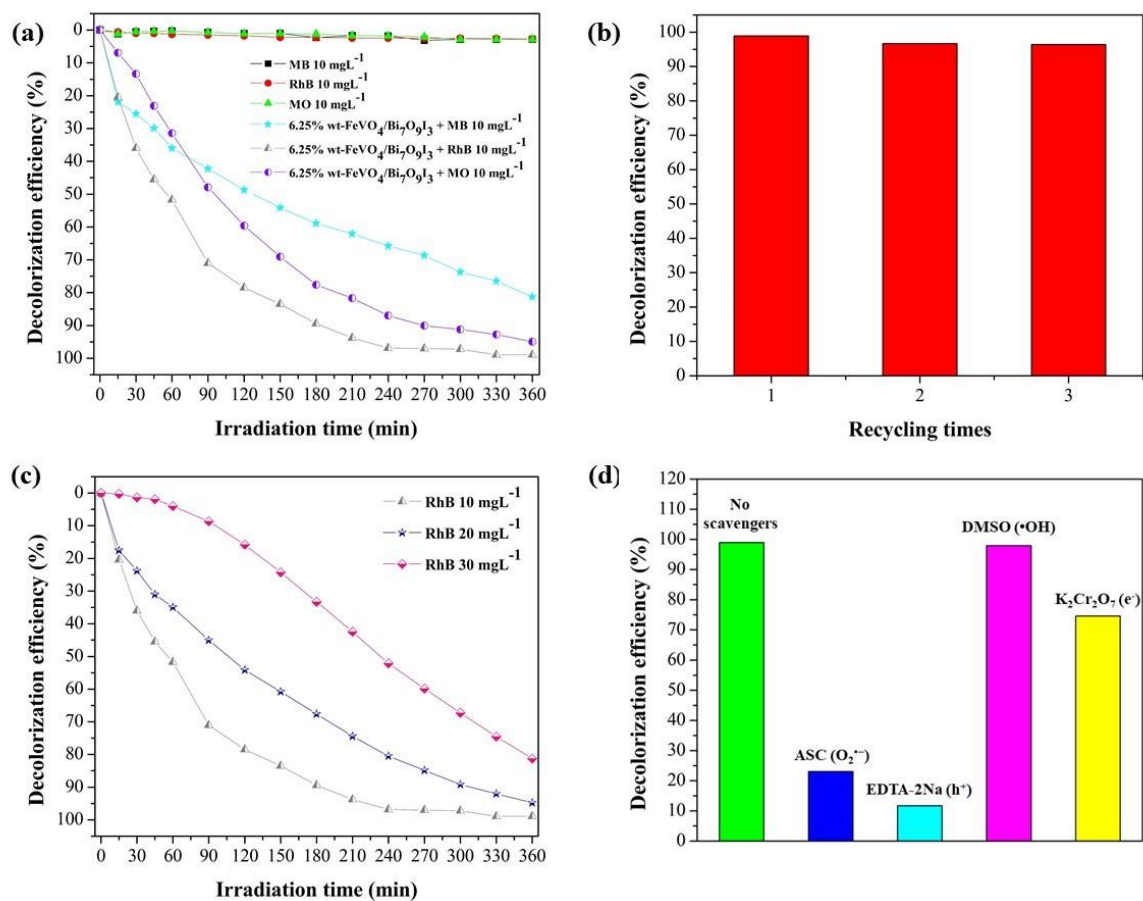 (a)
Decolorization efficiency (%)
0
10
20
30
40
50
60
70
80
90
100
MB 10 mgL⁻¹
RhB 10 mgL⁻¹
MO 10 mgL⁻¹
6.25% wt-FeVO₄/Bi₇O₉I₃ + MB 10 mgL⁻¹
6.25% wt-FeVO₄/Bi₇O₉I₃ + RhB 10 mgL⁻¹
6.25% wt-FeVO₄/Bi₇O₉I₃ + MO 10 mgL⁻¹
0 30 60 90 120 150 180 210 240 270 300 330 360
Irradiation time (min)
(b)
Decolorization efficiency (%)
100
90
80
70
60
50
40
30
20
10
0
1 2 3
Recycling times
(c)
Decolorization efficiency (%)
0
10
20
30
40
50
60
70
80
90
100
RhB 10 mgL⁻¹
RhB 20 mgL⁻¹
RhB 30 mgL⁻¹
0 30 60 90 120 150 180 210 240 270 300 330 360
Irradiation time (min)
(d)
Decolorization efficiency (%)
120
110
100
90
80
70
60
50
40
30
20
10
0
No
scavengers
ASC (O₂•−)
EDTA-2Na (h⁺)
DMSO (•OH)
K₂Cr₂O₇ (e⁻)